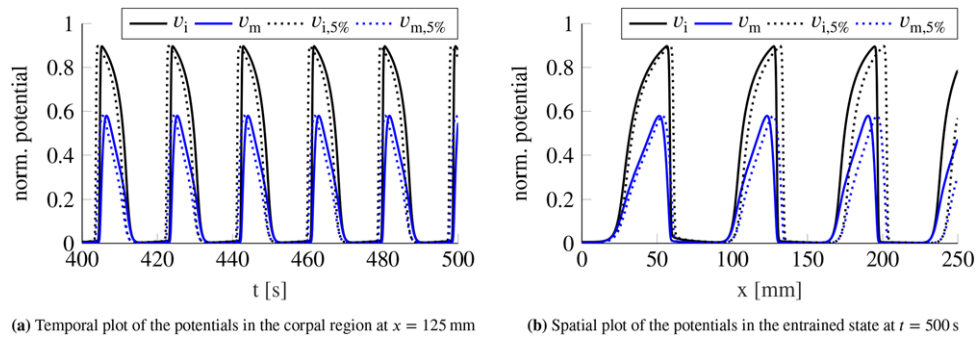 v_i v_m v_i,5% v_m,5%
1
0.8
0.6
0.4
0.2
0
norm. potential
400 420 440 460 480 500
t [s]
(a) Temporal plot of the potentials in the corpal region at x = 125 mm
v_i v_m v_i,5% v_m,5%
1
0.8
0.6
0.4
0.2
0
norm. potential
0 50 100 150 200 250
x [mm]
(b) Spatial plot of the potentials in the entrained state at t = 500 s